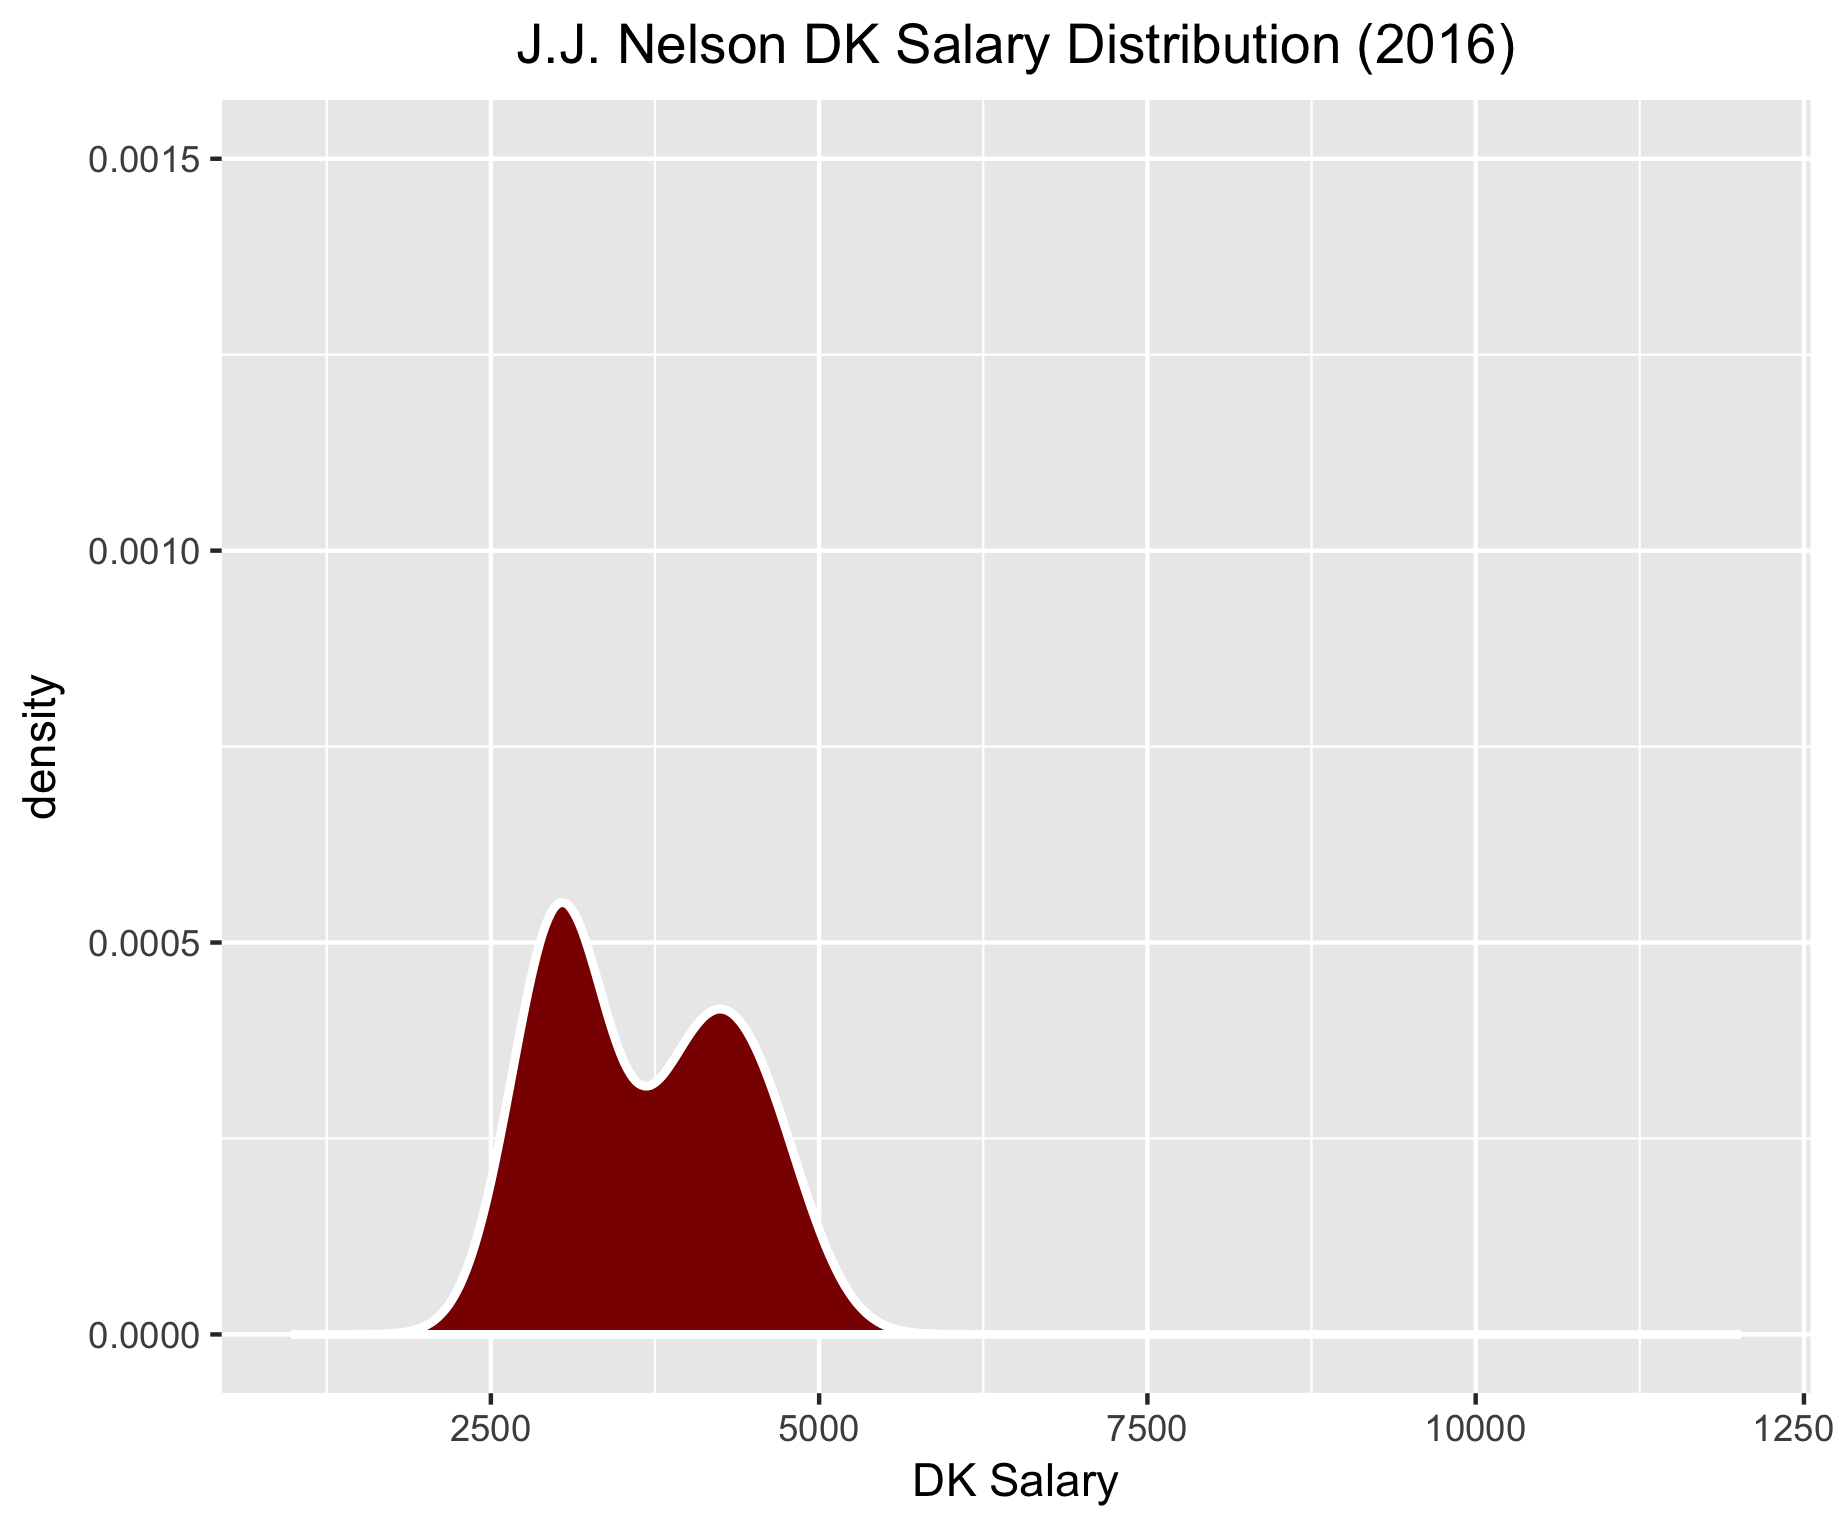 J.J. Nelson DK Salary Distribution (2016)
0.0015
0.0010
0.0005
0.0000
density
2500 5000 7500 10000 1250
DK Salary